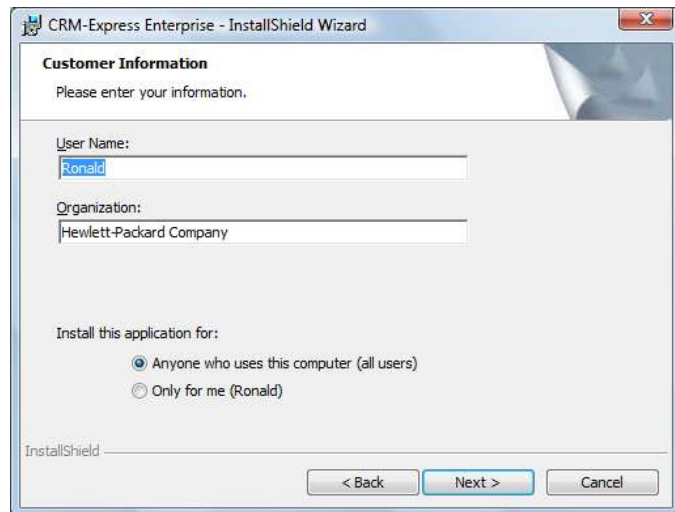 CRM-Express Enterprise - InstallShield Wizard
Customer Information
Please enter your information.
User Name:
Ronald
Organization:
Hewlett-Packard Company
Install this application for:
Anyone who uses this computer (all users)
Only for me (Ronald)
InstallShield
< Back Next > Cancel